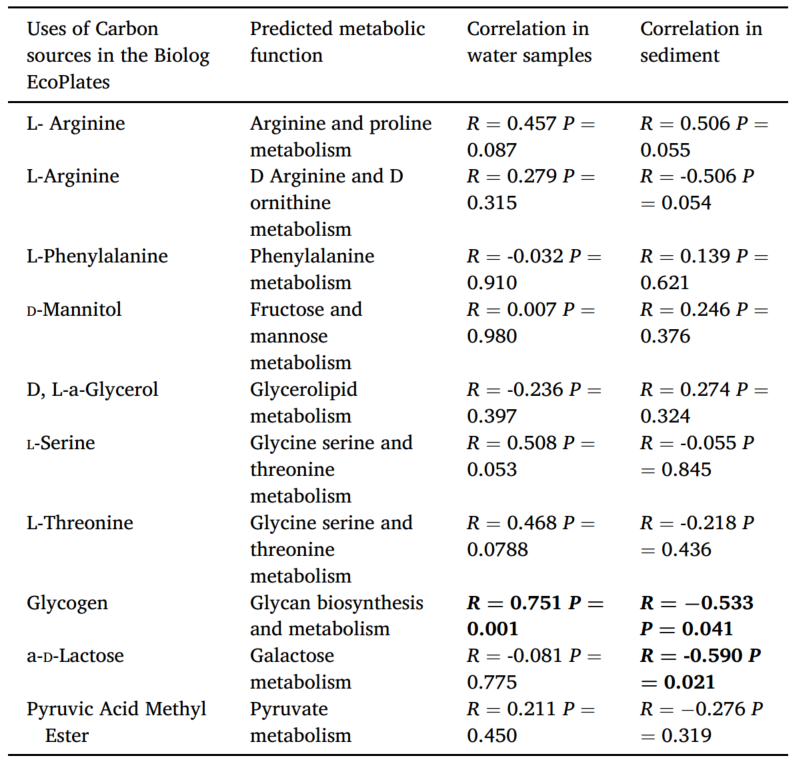 Uses of Carbon sources in the Biolog EcoPlates | Predicted metabolic function | Correlation in water samples | Correlation in sediment
L- Arginine | Arginine and proline metabolism | R = 0.457 P = 0.087 | R = 0.506 P = 0.055
L-Arginine | D Arginine and D ornithine metabolism | R = 0.279 P = 0.315 | R = -0.506 P = 0.054
L-Phenylalanine | Phenylalanine metabolism | R = -0.032 P = 0.910 | R = 0.139 P = 0.621
D-Mannitol | Fructose and mannose metabolism | R = 0.007 P = 0.980 | R = 0.246 P = 0.376
D, L-a-Glycerol | Glycerolipid metabolism | R = -0.236 P = 0.397 | R = 0.274 P = 0.324
L-Serine | Glycine serine and threonine metabolism | R = 0.508 P = 0.053 | R = -0.055 P = 0.845
L-Threonine | Glycine serine and threonine metabolism | R = 0.468 P = 0.0788 | R = -0.218 P = 0.436
Glycogen | Glycan biosynthesis and metabolism | R = 0.751 P = 0.001 | R = −0.533 P = 0.041
a-D-Lactose | Galactose metabolism | R = -0.081 P = 0.775 | R = -0.590 P = 0.021
Pyruvic Acid Methyl Ester | Pyruvate metabolism | R = 0.211 P = 0.450 | R = −0.276 P = 0.319